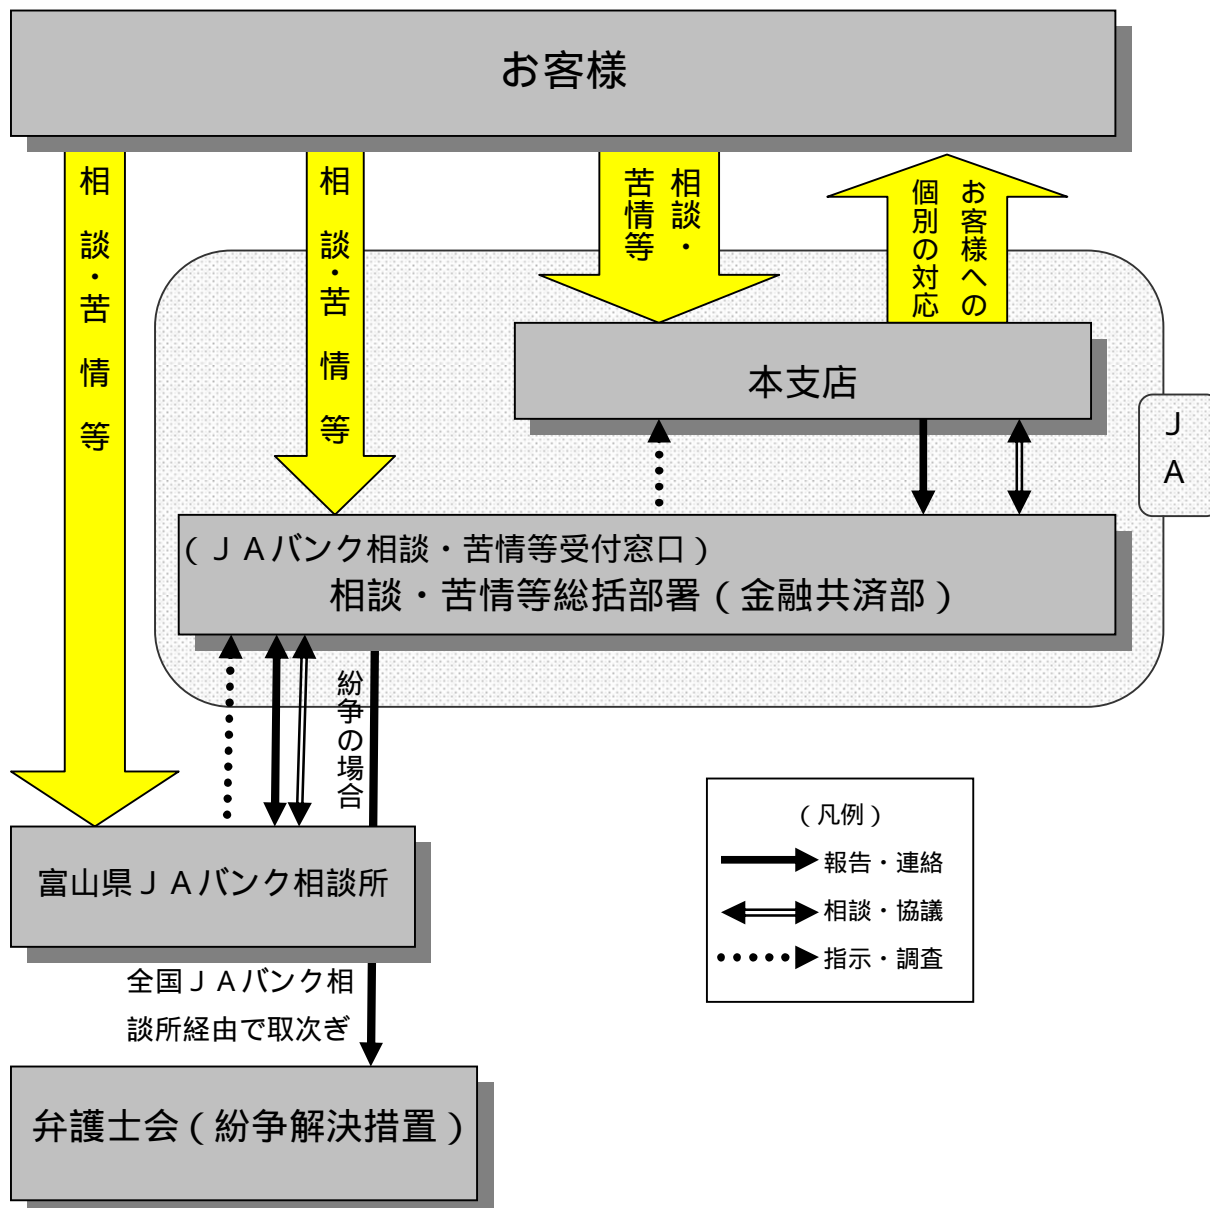 お客様
相談・苦情等
相談・苦情等
相談・
苦情等
お客様への
個別の対応
本支店
ＪＡ
（ＪＡバンク相談・苦情等受付窓口）
相談・苦情等総括部署（金融共済部）
紛争の場合
富山県ＪＡバンク相談所
（凡例）
報告・連絡
相談・協議
指示・調査
全国ＪＡバンク相
談所経由で取次ぎ
弁護士会（紛争解決措置）